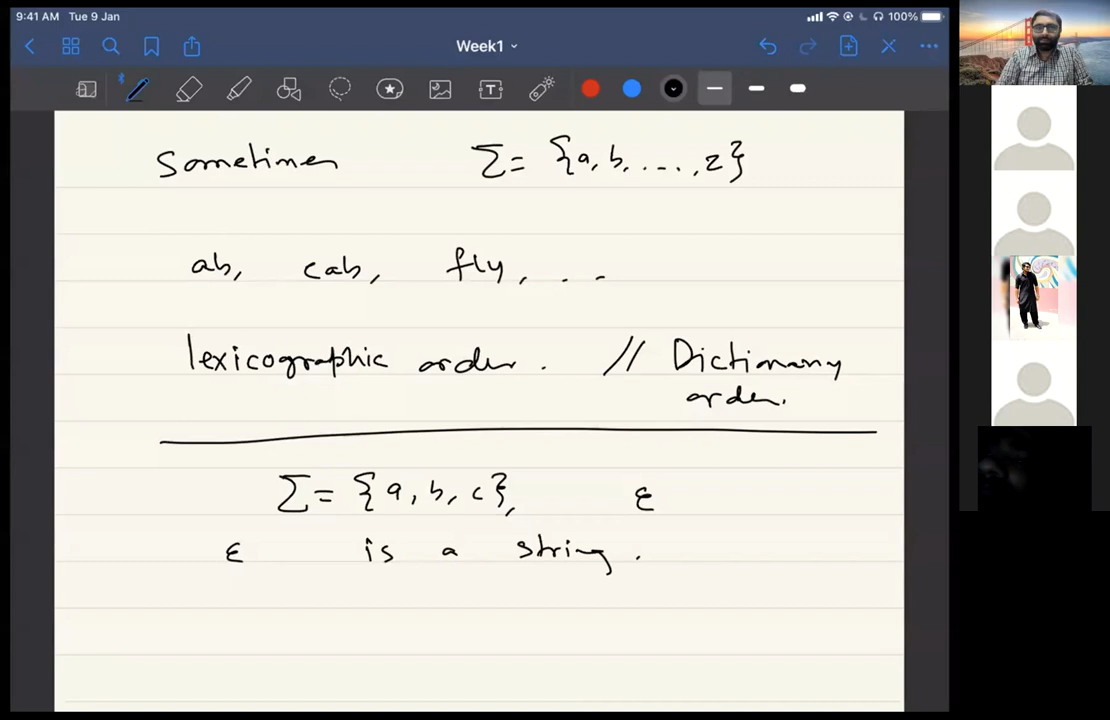 9:41 AM Tue 9 Jan 100%
Week1
Sometimes Σ = {a, b, ...., z}
ab, cab, fly, ...
lexicographic order. // Dictionary
order.
Σ = {a, b, c}, ε
ε is a string.